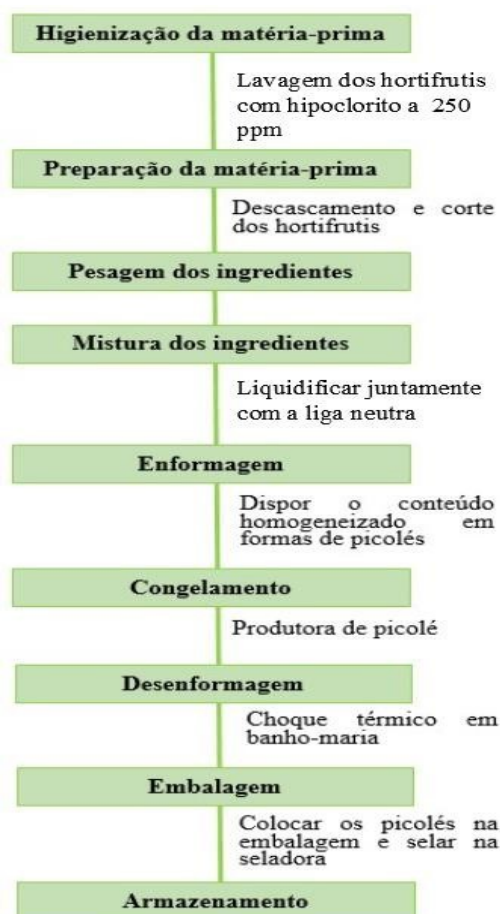 Higienização da matéria-prima
Lavagem dos hortifrutis
com hipoclorito a 250
ppm
Preparação da matéria-prima
Descascamento e corte
dos hortifrutis
Pesagem dos ingredientes
Mistura dos ingredientes
Liquidificar juntamente
com a liga neutra
Enformagem
Dispor o conteúdo
homogeneizado em
formas de picolés
Congelamento
Produtora de picolé
Desenformagem
Choque térmico em
banho-maria
Embalagem
Colocar os picolés na
embalagem e selar na
seladora
Armazenamento